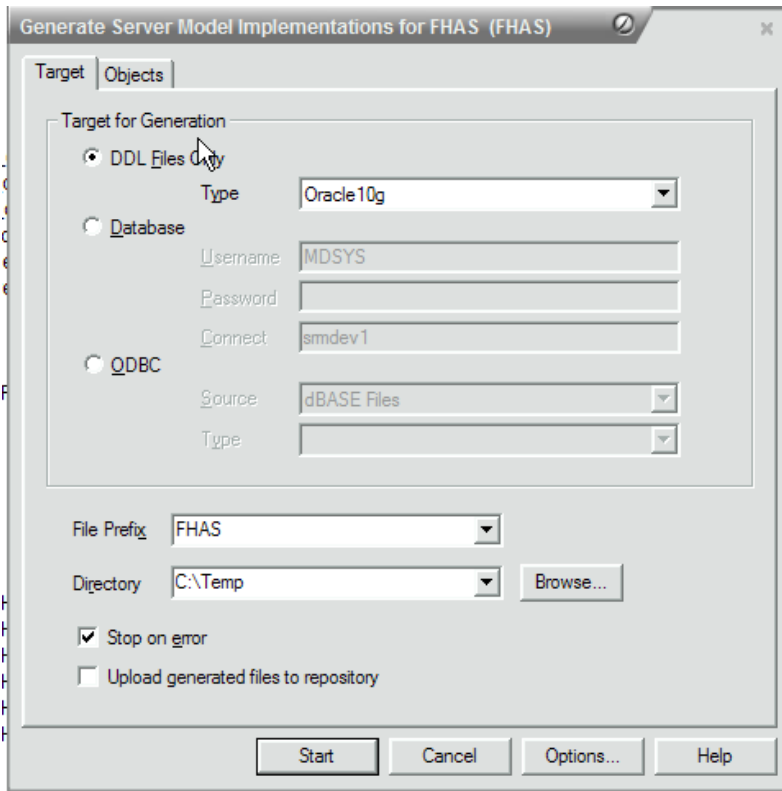 Generate Server Model Implementations for FHAS (FHAS)
Target Objects
Target for Generation
DDL Files Only
Type Oracle10g
Database
Username MDSYS
Password
Connect srmdev1
ODBC
Source dBASE Files
Type
File Prefix FHAS
Directory C:\Temp Browse...
Stop on error
Upload generated files to repository
Start Cancel Options... Help